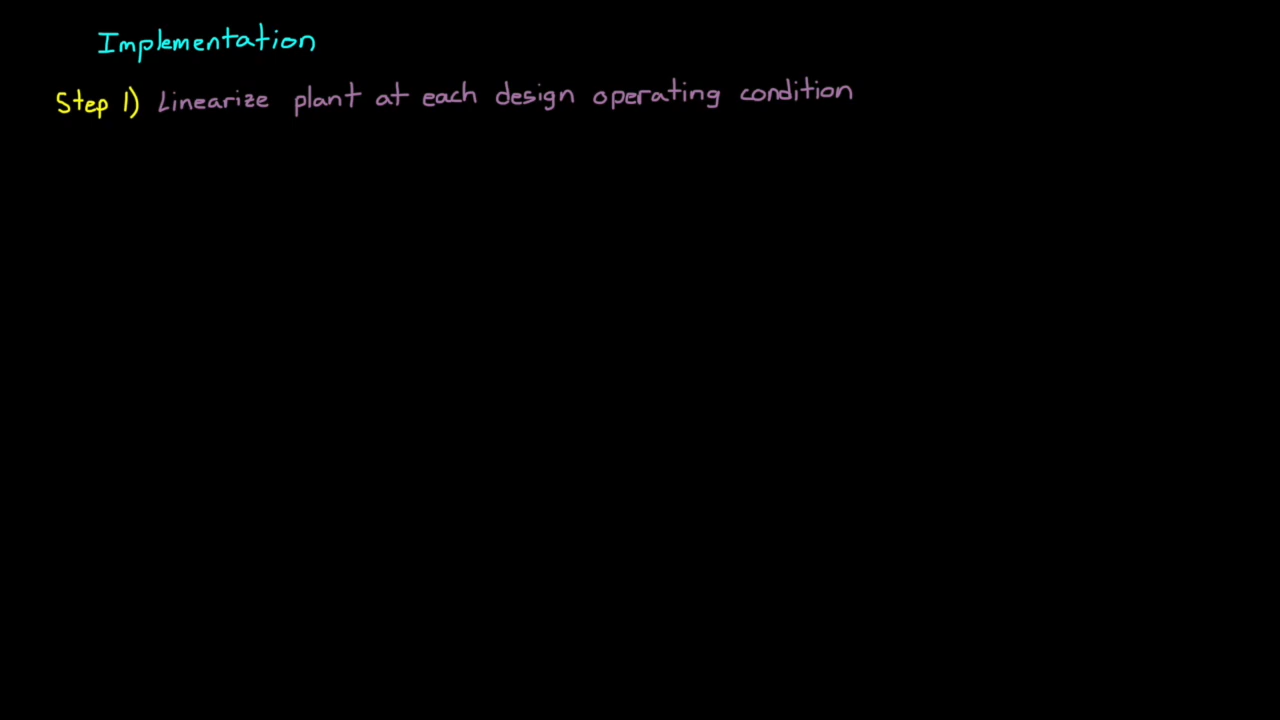 Implementation
Step 1) Linearize plant at each design operating condition